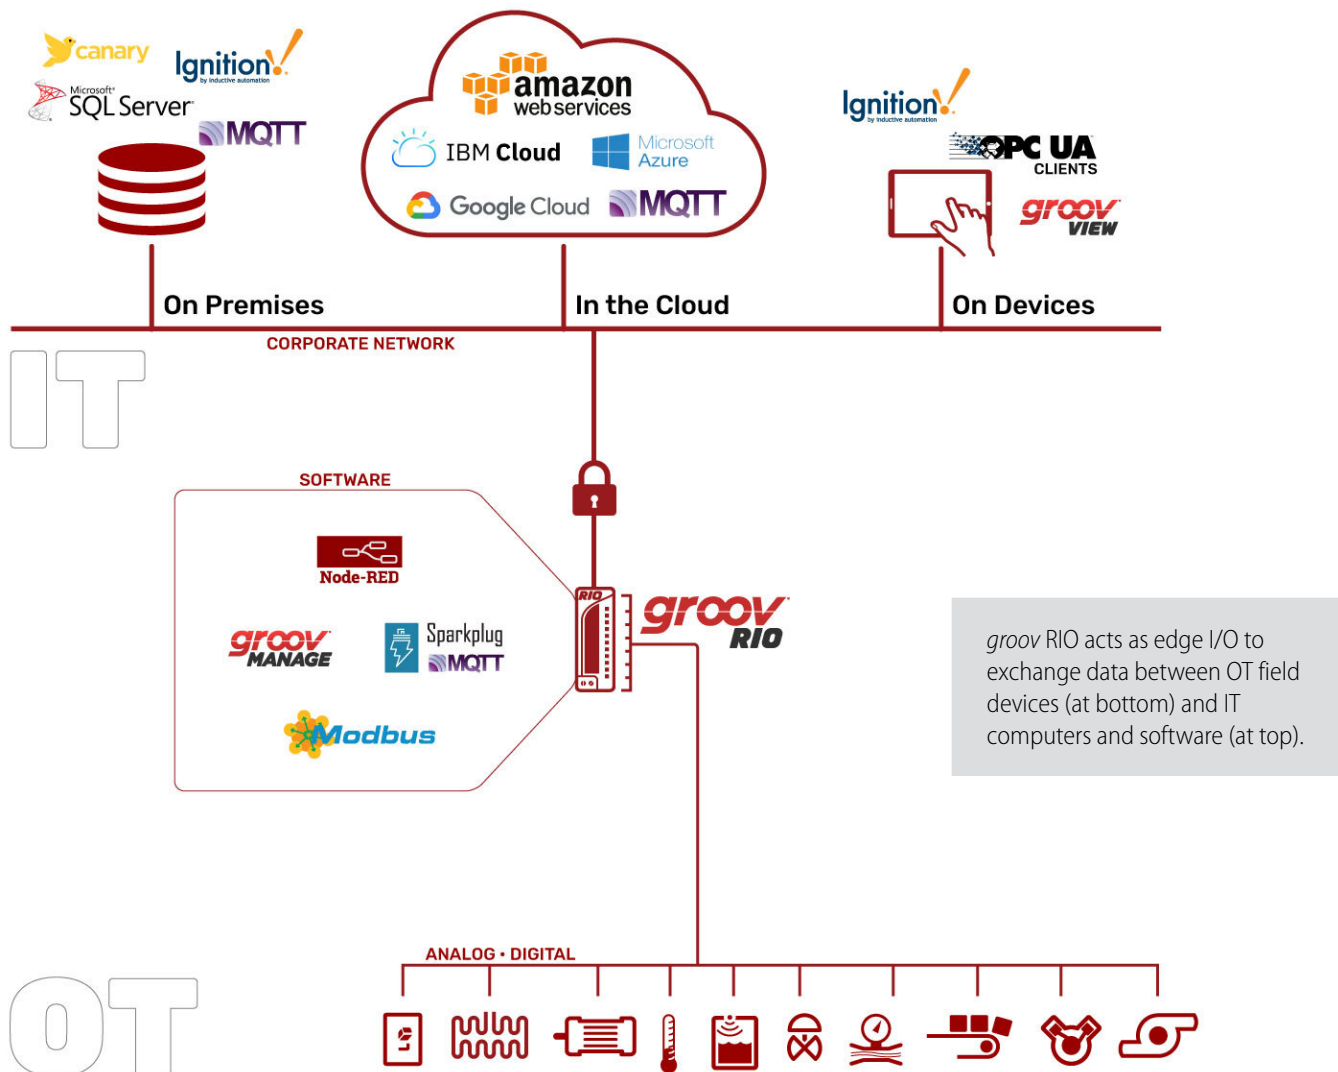 canary
Ignition!
by inductive automation
Microsoft®
SQL Server
MQTT
amazon
web services
IBM Cloud
Microsoft
Azure
Google Cloud
MQTT
Ignition!
by inductive automation
OPC UA
CLIENTS
groov
VIEW
On Premises
In the Cloud
On Devices
CORPORATE NETWORK
IT
SOFTWARE
Node-RED
groov
MANAGE
Sparkplug
MQTT
Modbus
RIO
groov
RIO
groov RIO acts as edge I/O to
exchange data between OT field
devices (at bottom) and IT
computers and software (at top).
ANALOG • DIGITAL
OT